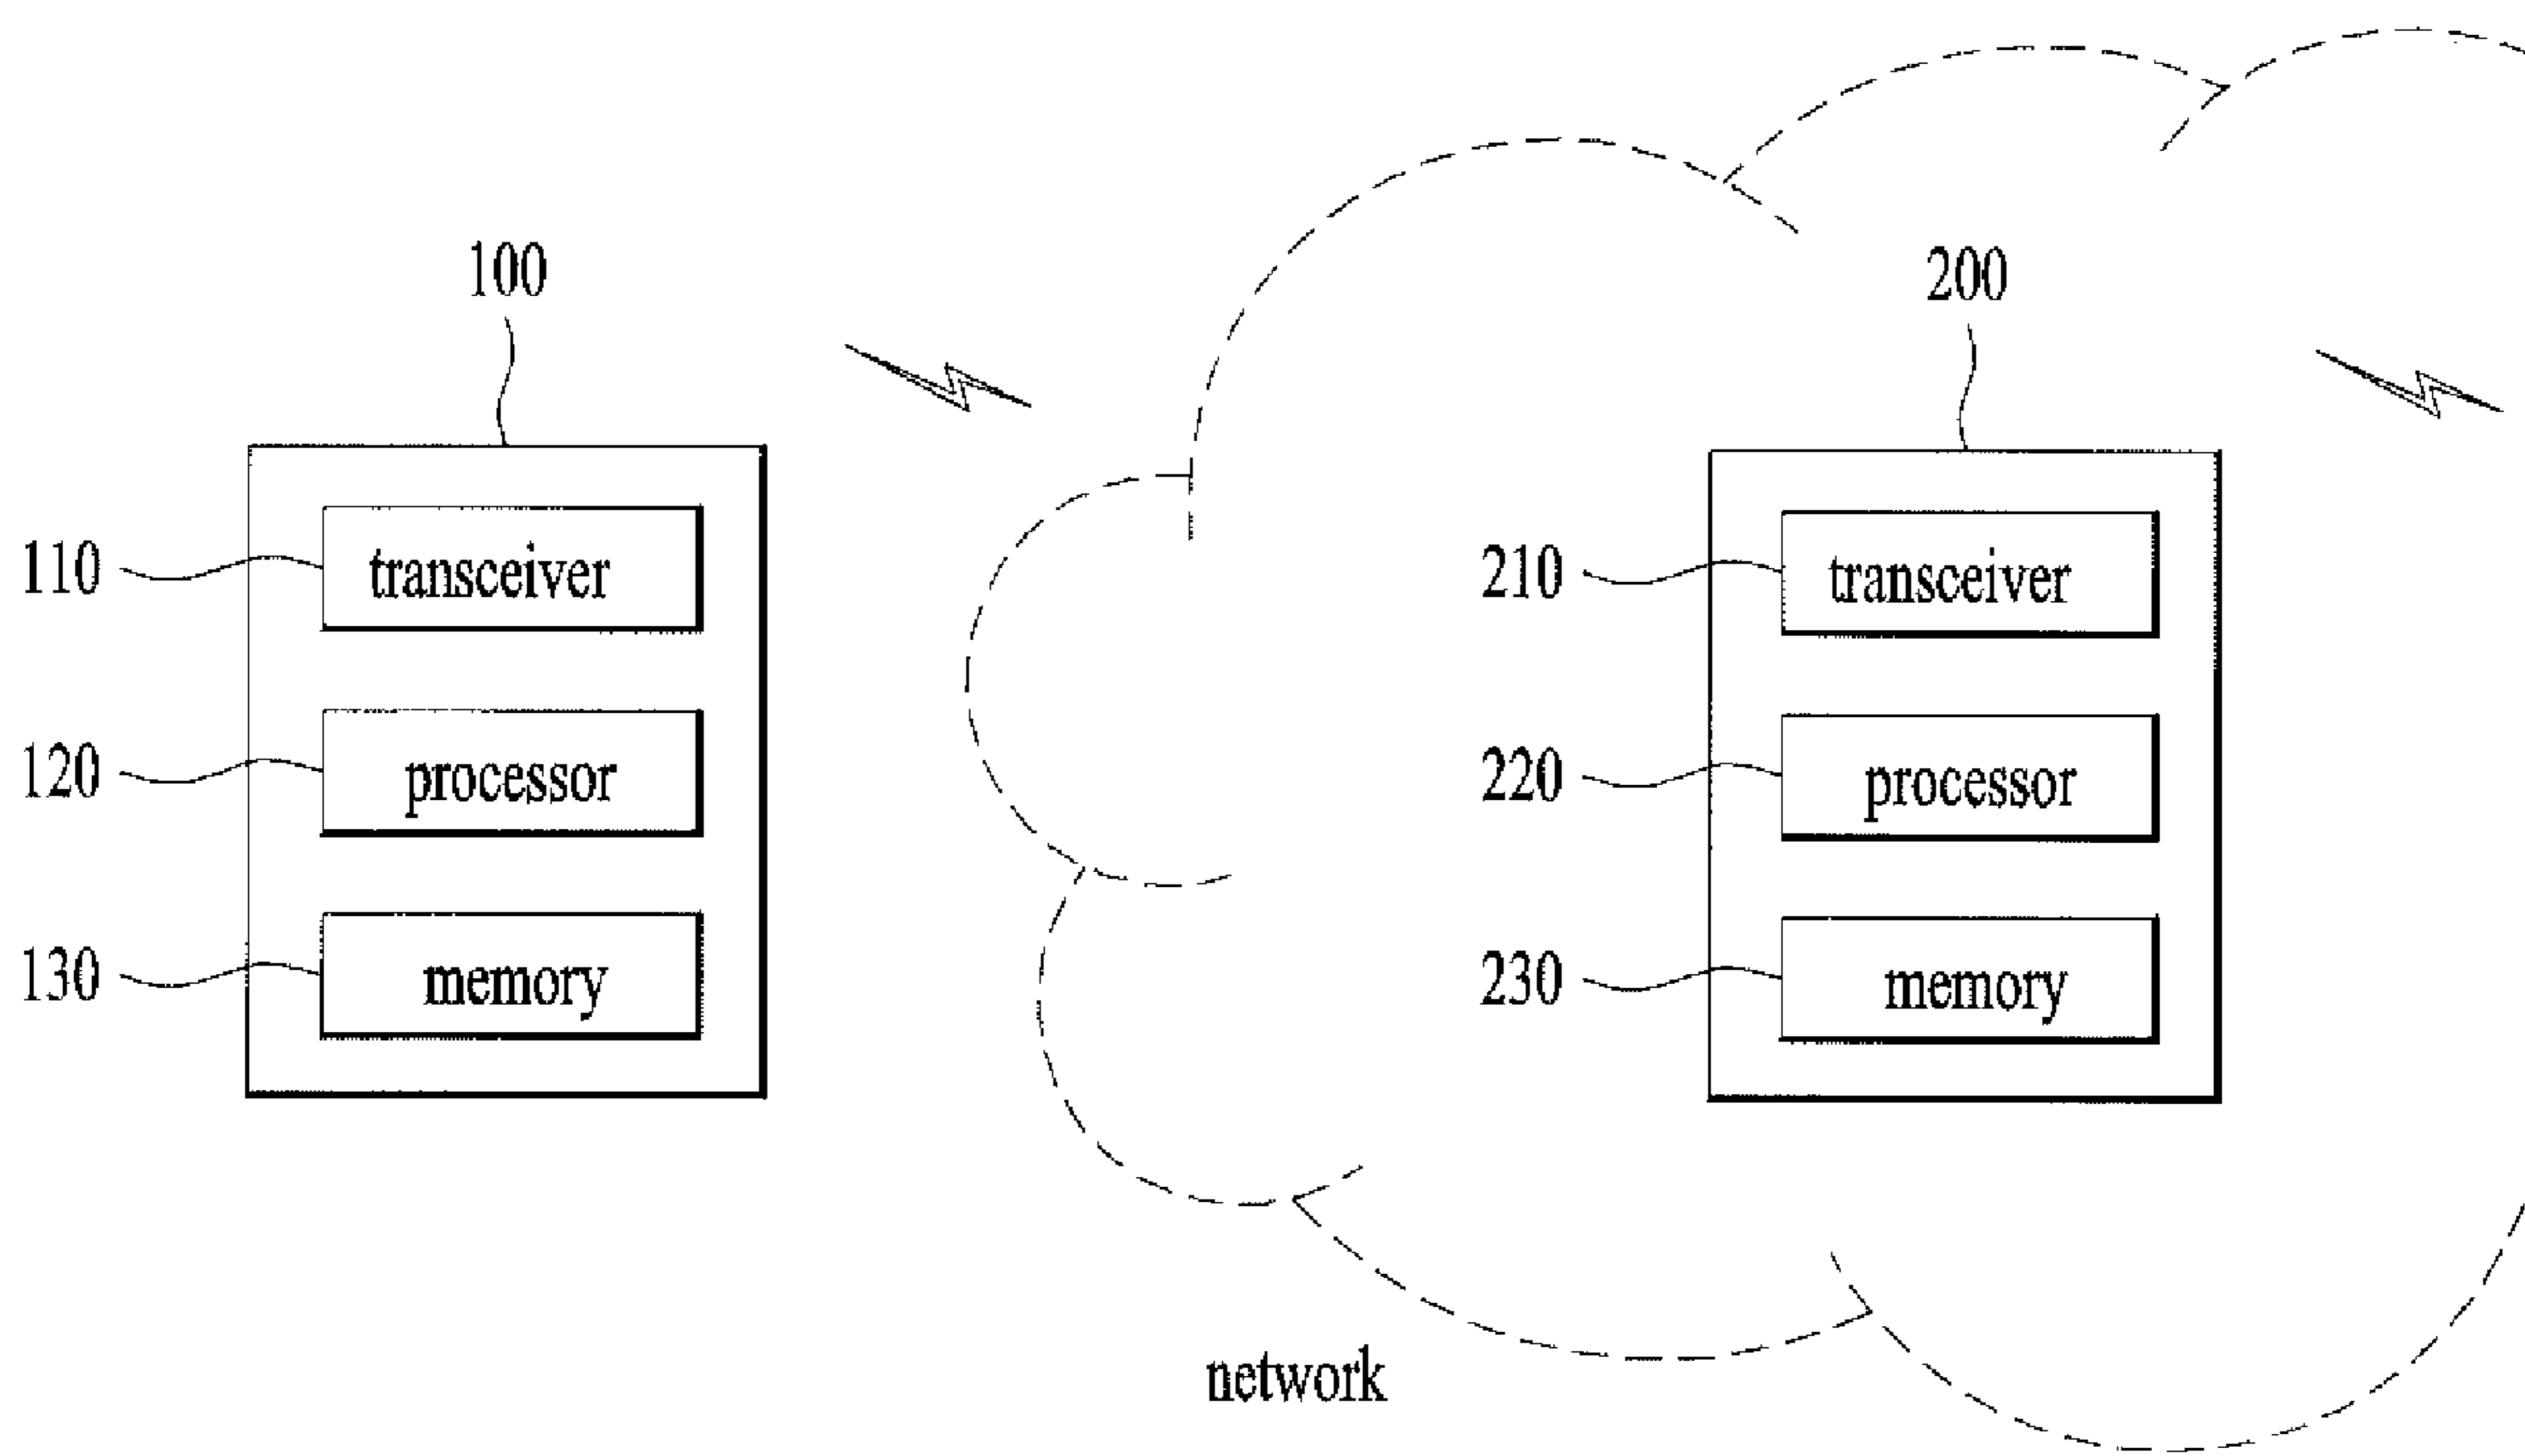 100
110
transceiver
120
processor
130
memory
200
210
transceiver
220
processor
230
memory
network